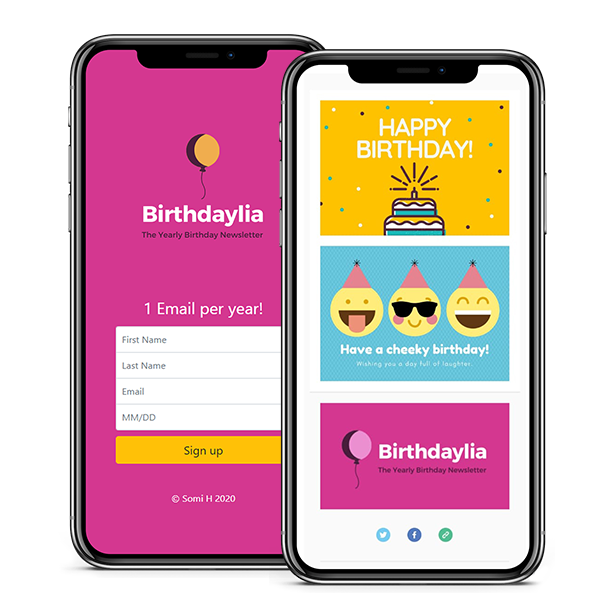 Birthdaylia
The Yearly Birthday Newsletter
1 Email per year!
First Name
Last Name
Email
MM/DD
Sign up
© Somi H 2020
HAPPY
BIRTHDAY!
Have a cheeky birthday!
Wishing you a day full of laughter.
Birthdaylia
The Yearly Birthday Newsletter